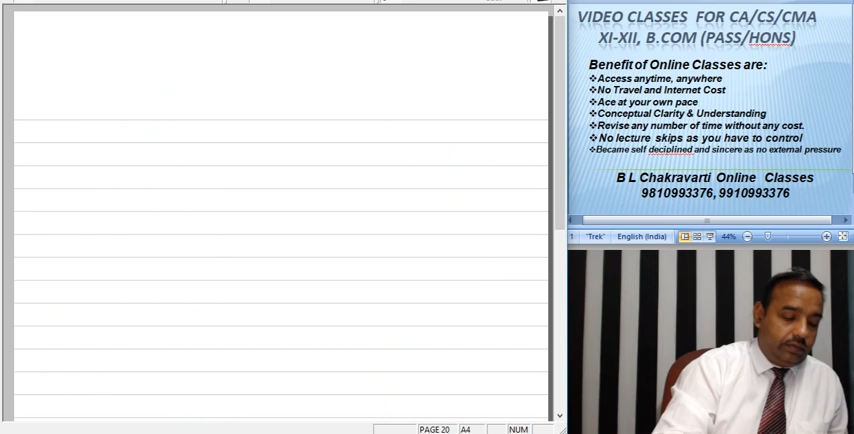 VIDEO CLASSES FOR CA/CS/CMA
XI-XII, B.COM (PASS/HONS)
Benefit of Online Classes are:
❖Access anytime, anywhere
❖No Travel and Internet Cost
❖Ace at your own pace
❖Conceptual Clarity & Understanding
❖Revise any number of time without any cost.
❖No lecture skips as you have to control
❖Became self deciplined and sincere as no external pressure
B L Chakravarti Online Classes
9810993376, 9910993376
1 "Trek" English (India) 44%
PAGE 20 A4 NUM